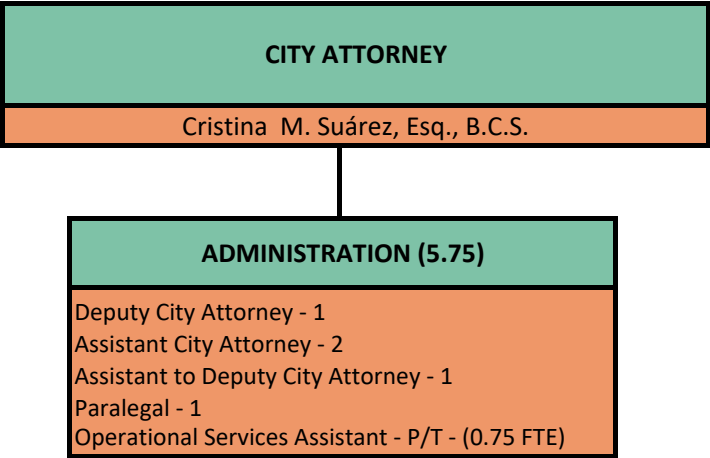 CITY ATTORNEY
Cristina  M. Suárez, Esq., B.C.S.
ADMINISTRATION (5.75)
Deputy City Attorney - 1
Assistant City Attorney - 2
Assistant to Deputy City Attorney - 1
Paralegal - 1
Operational Services Assistant - P/T - (0.75 FTE)